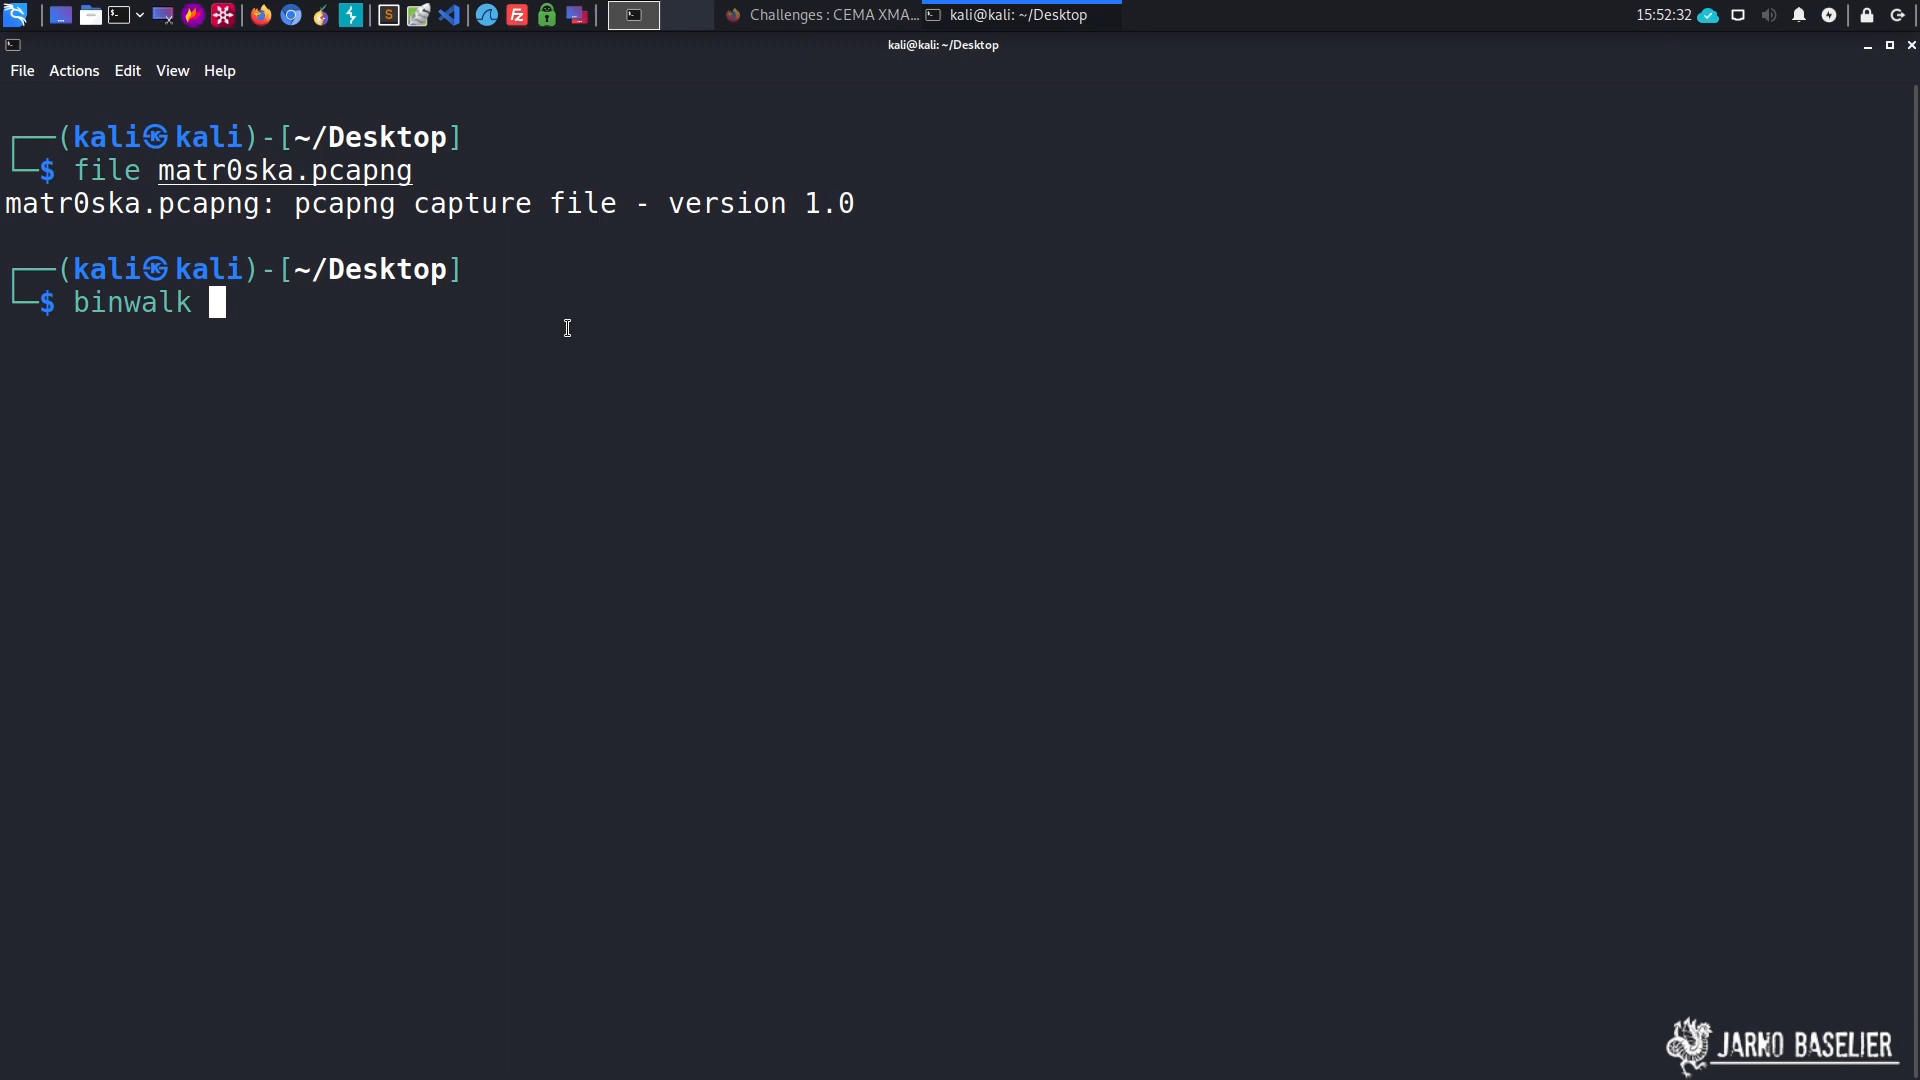 Challenges : CEMA XMA...
kali@kali: ~/Desktop
15:52:32
kali@kali: ~/Desktop
File Actions Edit View Help
┌──(kali㉿kali)-[~/Desktop]
└─$ file matr0ska.pcapng
matr0ska.pcapng: pcapng capture file - version 1.0
┌──(kali㉿kali)-[~/Desktop]
└─$ binwalk
JARNO BASELIER